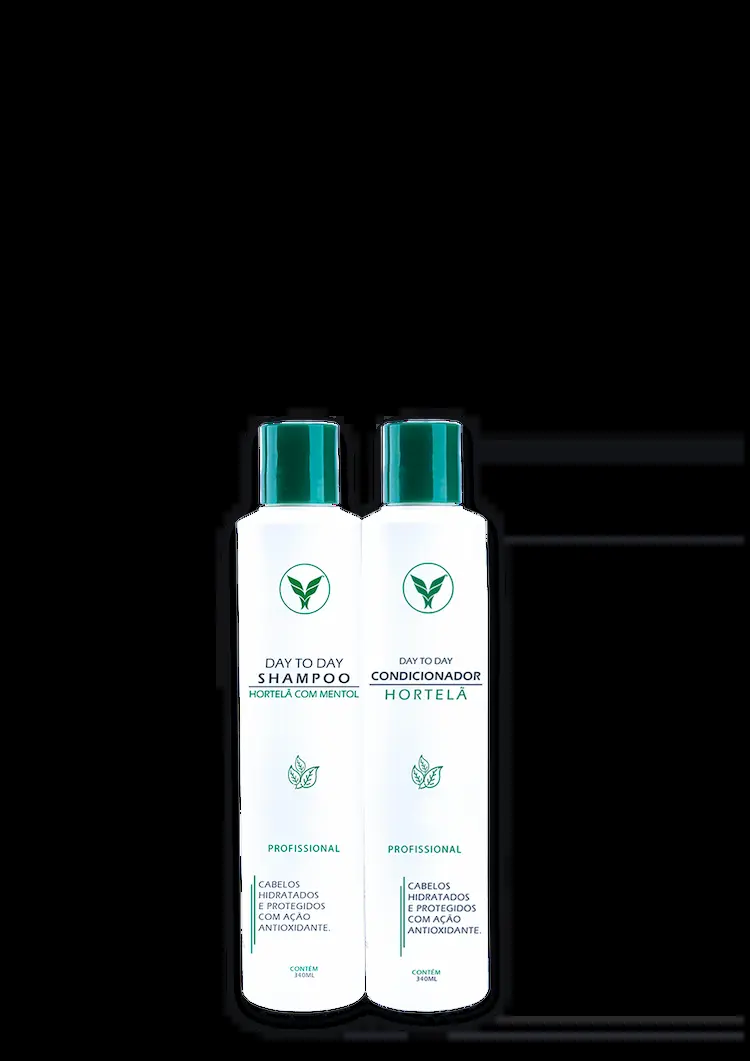 DAY TO DAY
SHAMPOO
HORTELÃ COM MENTOL
PROFISSIONAL
CABELOS
HIDRATADOS
E PROTEGIDOS
COM AÇÃO
ANTIOXIDANTE.
CONTÉM
340ML
DAY TO DAY
CONDICIONADOR
HORTELÃ
PROFISSIONAL
CABELOS
HIDRATADOS
E PROTEGIDOS
COM AÇÃO
ANTIOXIDANTE.
CONTÉM
340ML